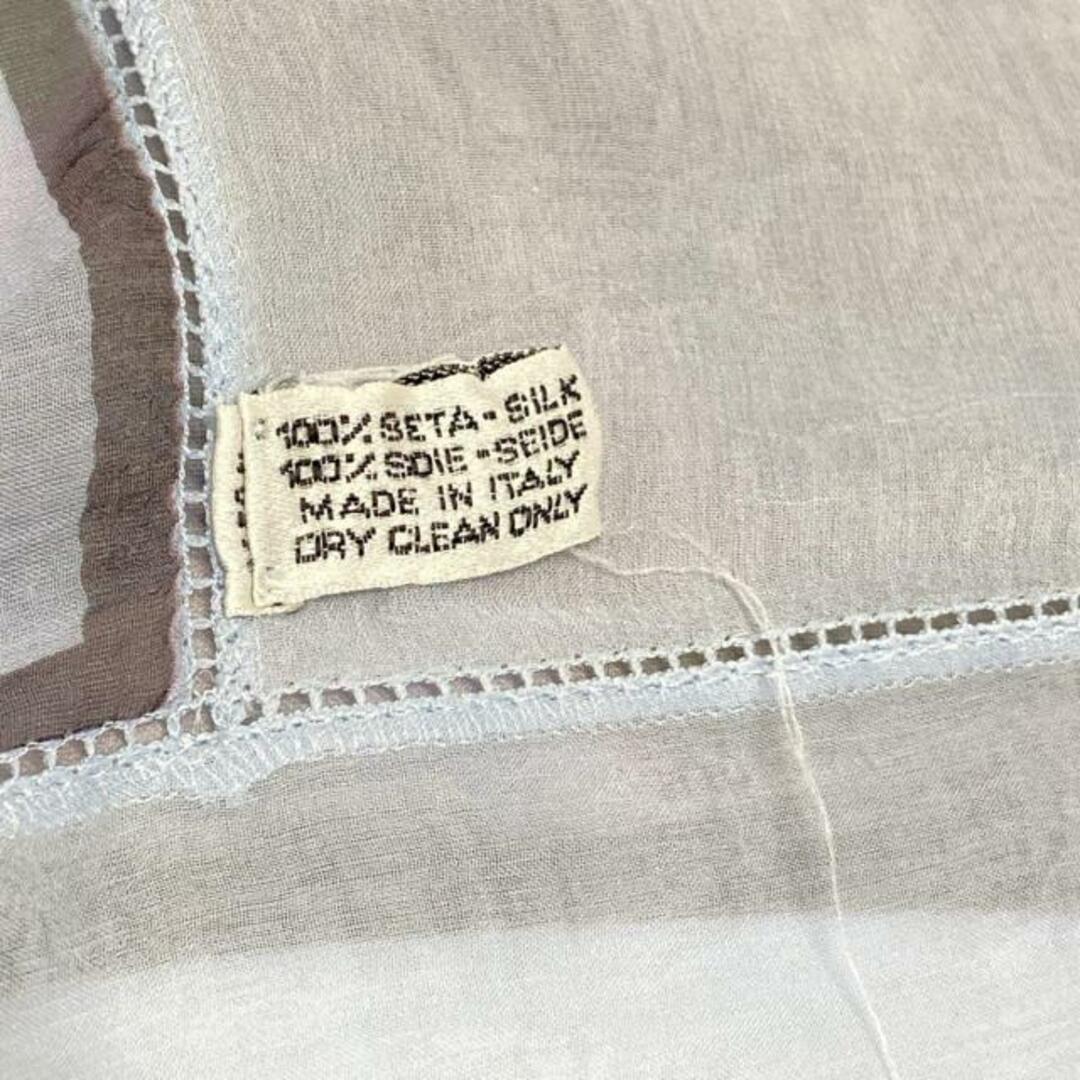 100% SETA - SILK
100% SOIE - SEIDE
MADE IN ITALY
DRY CLEAN ONLY